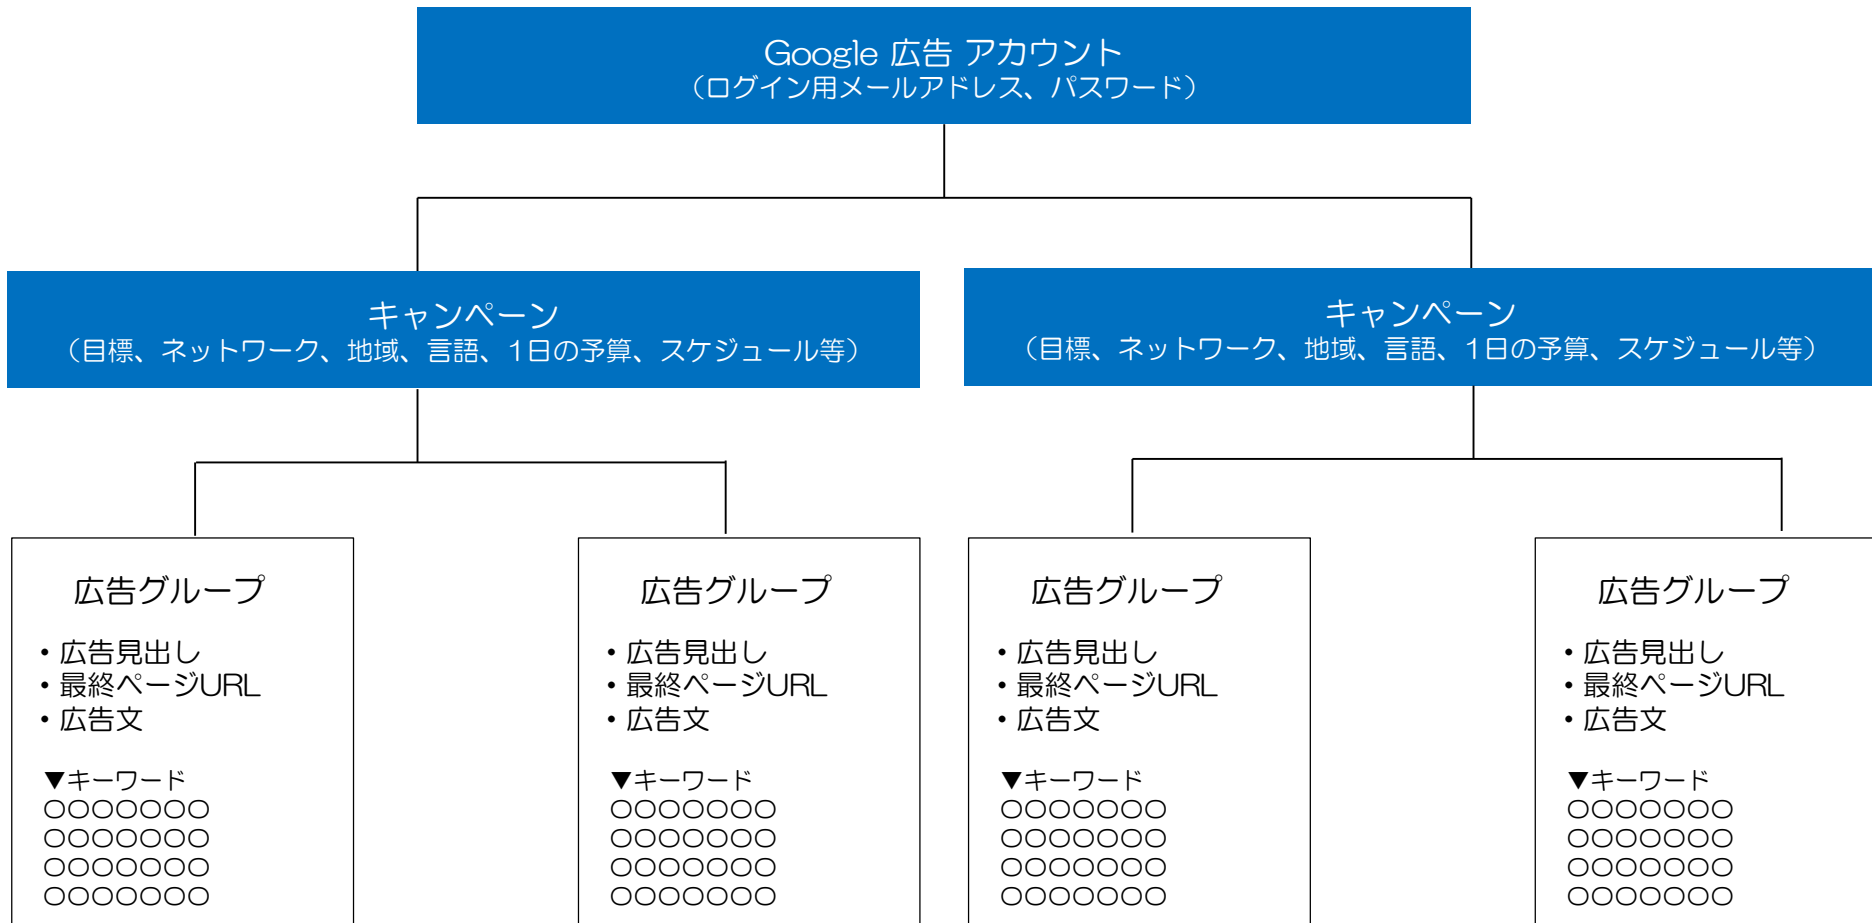 Google 広告 アカウント
（ログイン用メールアドレス、パスワード）
キャンペーン
（目標、ネットワーク、地域、言語、1日の予算、スケジュール等）
キャンペーン
（目標、ネットワーク、地域、言語、1日の予算、スケジュール等）
広告グループ
・広告見出し
・最終ページURL
・広告文
▼キーワード
〇〇〇〇〇〇〇
〇〇〇〇〇〇〇
〇〇〇〇〇〇〇
〇〇〇〇〇〇〇
広告グループ
・広告見出し
・最終ページURL
・広告文
▼キーワード
〇〇〇〇〇〇〇
〇〇〇〇〇〇〇
〇〇〇〇〇〇〇
〇〇〇〇〇〇〇
広告グループ
・広告見出し
・最終ページURL
・広告文
▼キーワード
〇〇〇〇〇〇〇
〇〇〇〇〇〇〇
〇〇〇〇〇〇〇
〇〇〇〇〇〇〇
広告グループ
・広告見出し
・最終ページURL
・広告文
▼キーワード
〇〇〇〇〇〇〇
〇〇〇〇〇〇〇
〇〇〇〇〇〇〇
〇〇〇〇〇〇〇